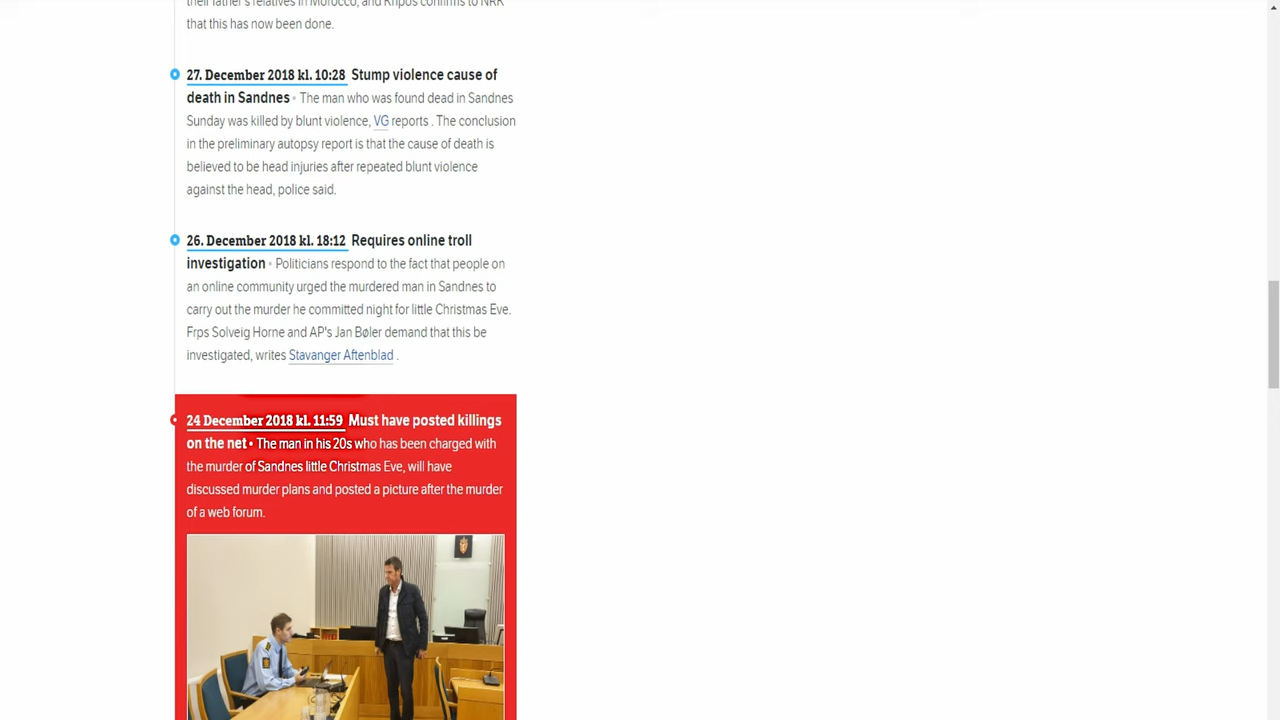 their father's relatives in Morocco, and Kripos confirms to NRK
that this has now been done.
27. December 2018 kl. 10:28 Stump violence cause of
death in Sandnes • The man who was found dead in Sandnes
Sunday was killed by blunt violence, VG reports . The conclusion
in the preliminary autopsy report is that the cause of death is
believed to be head injuries after repeated blunt violence
against the head, police said.
26. December 2018 kl. 18:12 Requires online troll
investigation • Politicians respond to the fact that people on
an online community urged the murdered man in Sandnes to
carry out the murder he committed night for little Christmas Eve.
Frps Solveig Horne and AP's Jan Bøler demand that this be
investigated, writes Stavanger Aftenblad .
24 December 2018 kl. 11:59 Must have posted killings
on the net • The man in his 20s who has been charged with
the murder of Sandnes little Christmas Eve, will have
discussed murder plans and posted a picture after the murder
of a web forum.